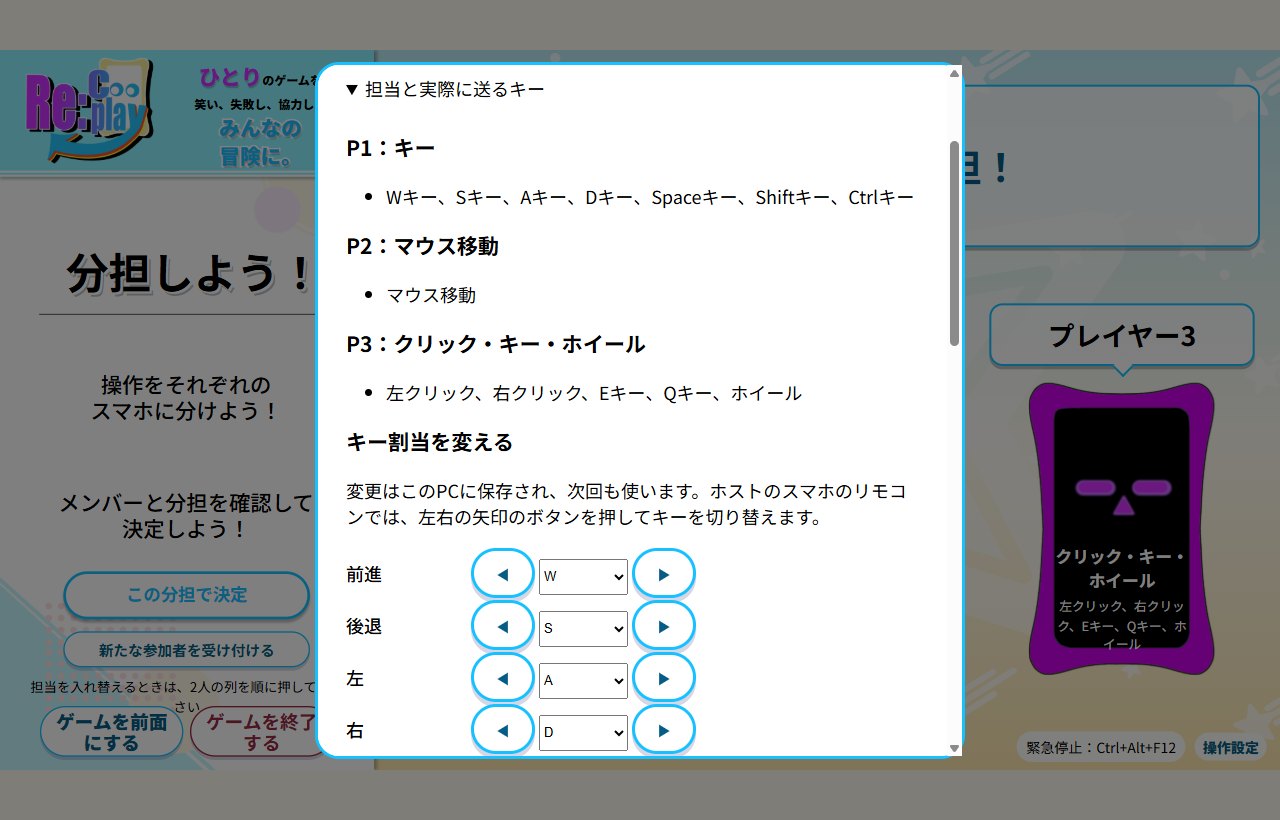 Re:Coo play
ひとりのゲームを
笑い、失敗し、協力し
みんなの
冒険に。
分担しよう！
操作をそれぞれの
スマホに分けよう！
メンバーと分担を確認して
決定しよう！
この分担で決定
新たな参加者を受け付ける
担当を入れ替えるときは、2人の列を順に押して
さい
ゲームを前面
にする
ゲームを終了
する
▼ 担当と実際に送るキー
P1：キー
• Wキー、Sキー、Aキー、Dキー、Spaceキー、Shiftキー、Ctrlキー
P2：マウス移動
• マウス移動
P3：クリック・キー・ホイール
• 左クリック、右クリック、Eキー、Qキー、ホイール
キー割当を変える
変更はこのPCに保存され、次回も使います。ホストのスマホのリモコ
ンでは、左右の矢印のボタンを押してキーを切り替えます。
前進 ◀ W ▶
後退 ◀ S ▶
左 ◀ A ▶
右 ◀ D ▶
！
プレイヤー3
クリック・キー・
ホイール
左クリック、右クリッ
ク、Eキー、Qキー、ホ
イール
緊急停止：Ctrl+Alt+F12
操作設定